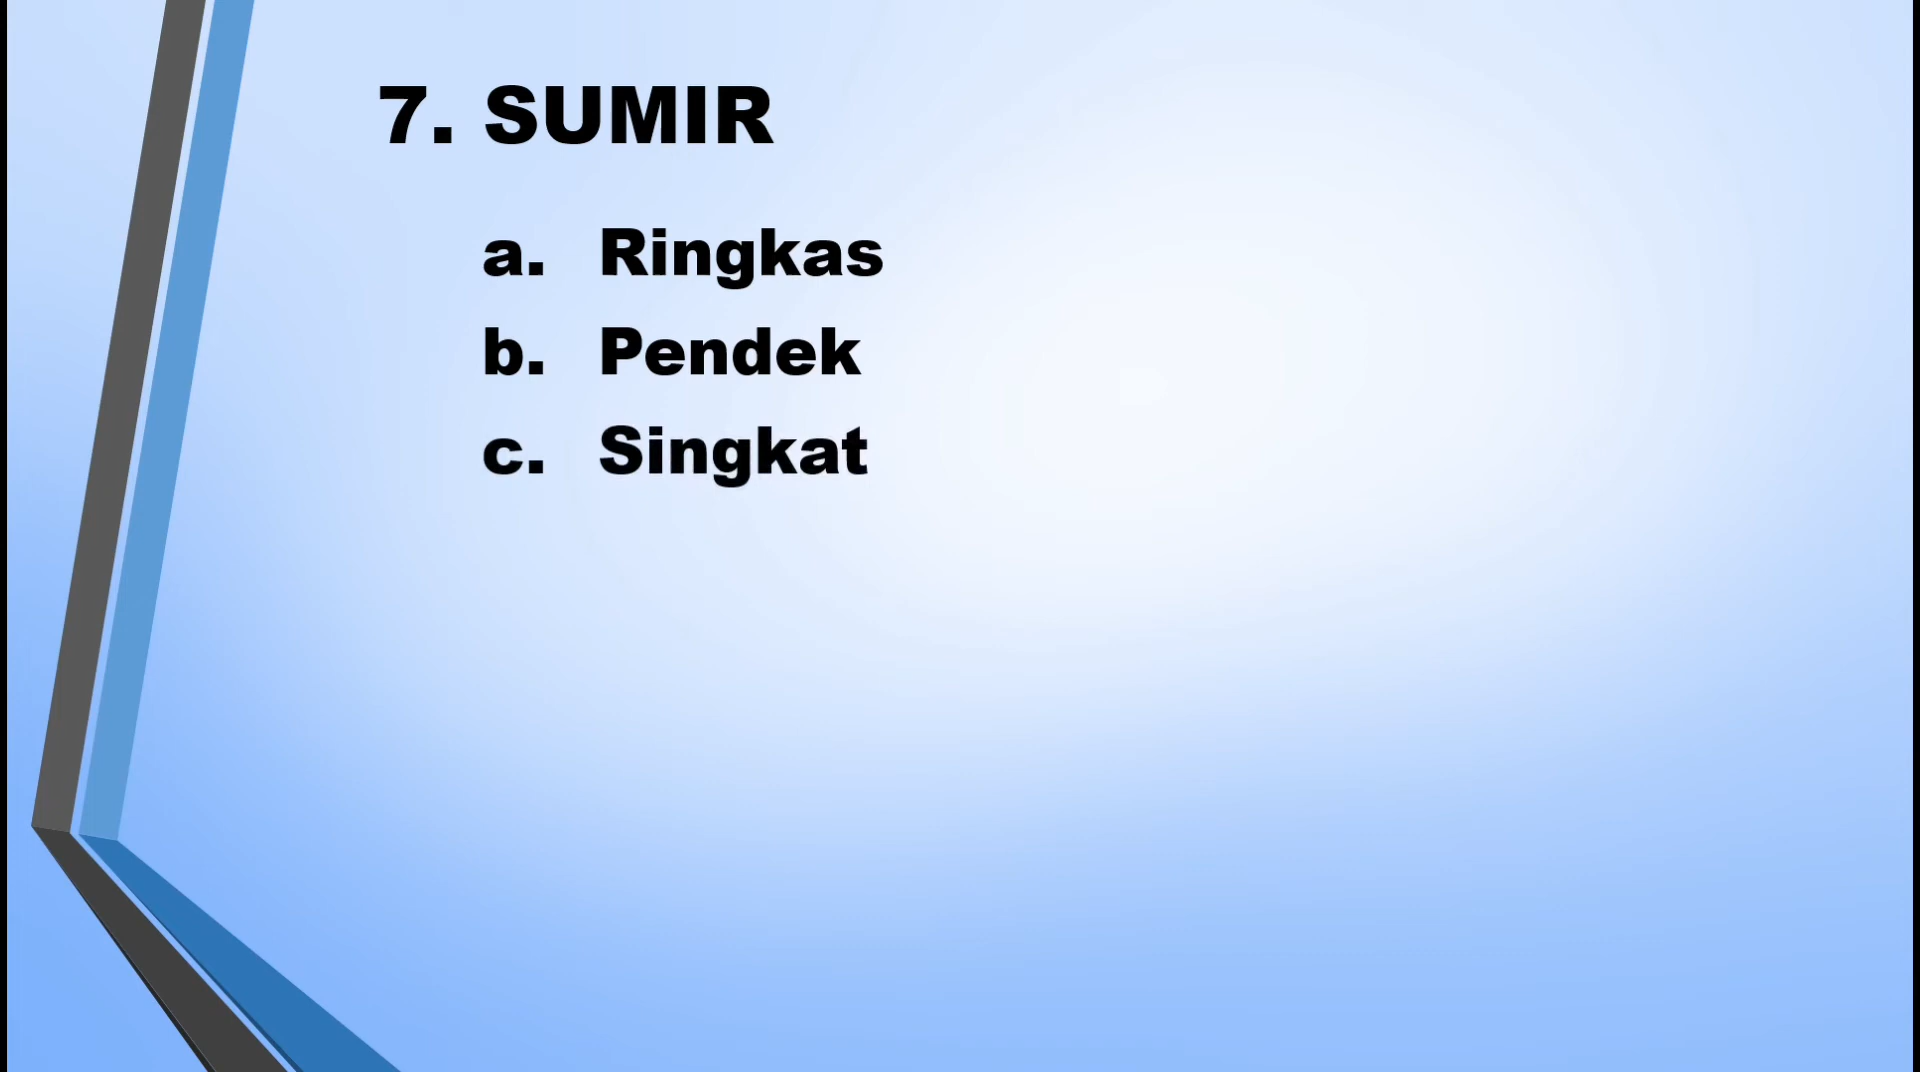 7. SUMIR
a. Ringkas
b. Pendek
c. Singkat